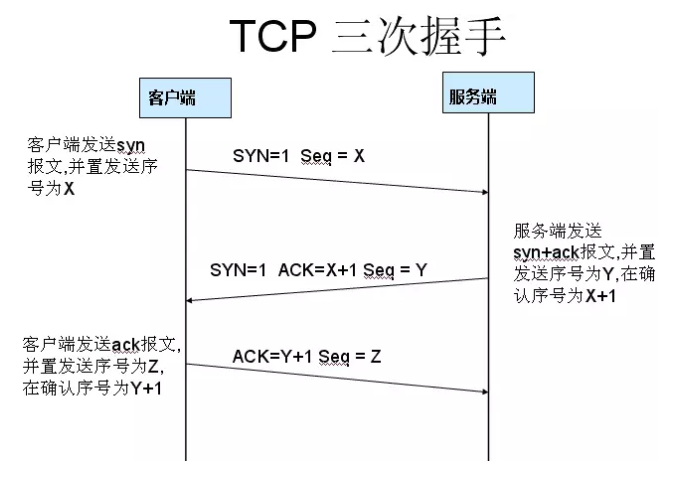 TCP 三次握手
客户端
服务端
客户端发送syn
报文,并置发送序
号为X
SYN=1 Seq = X
服务端发送
syn+ack报文,并置
发送序号为Y,在确
认序号为X+1
SYN=1 ACK=X+1 Seq = Y
客户端发送ack报文,
并置发送序号为Z,
在确认序号为Y+1
ACK=Y+1 Seq = Z